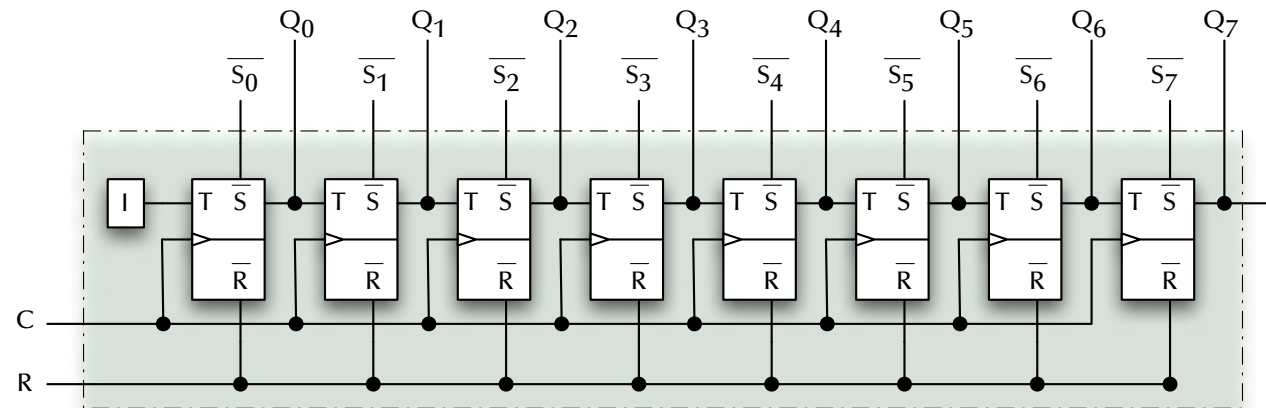 Q0 Q1 Q2 Q3 Q4 Q5 Q6 Q7
S̅0̅ S̅1̅ S̅2̅ S̅3̅ S̅4̅ S̅5̅ S̅6̅ S̅7̅
I T S̅ T S̅ T S̅ T S̅ T S̅ T S̅ T S̅ T S̅
R̅ R̅ R̅ R̅ R̅ R̅ R̅ R̅
C
R